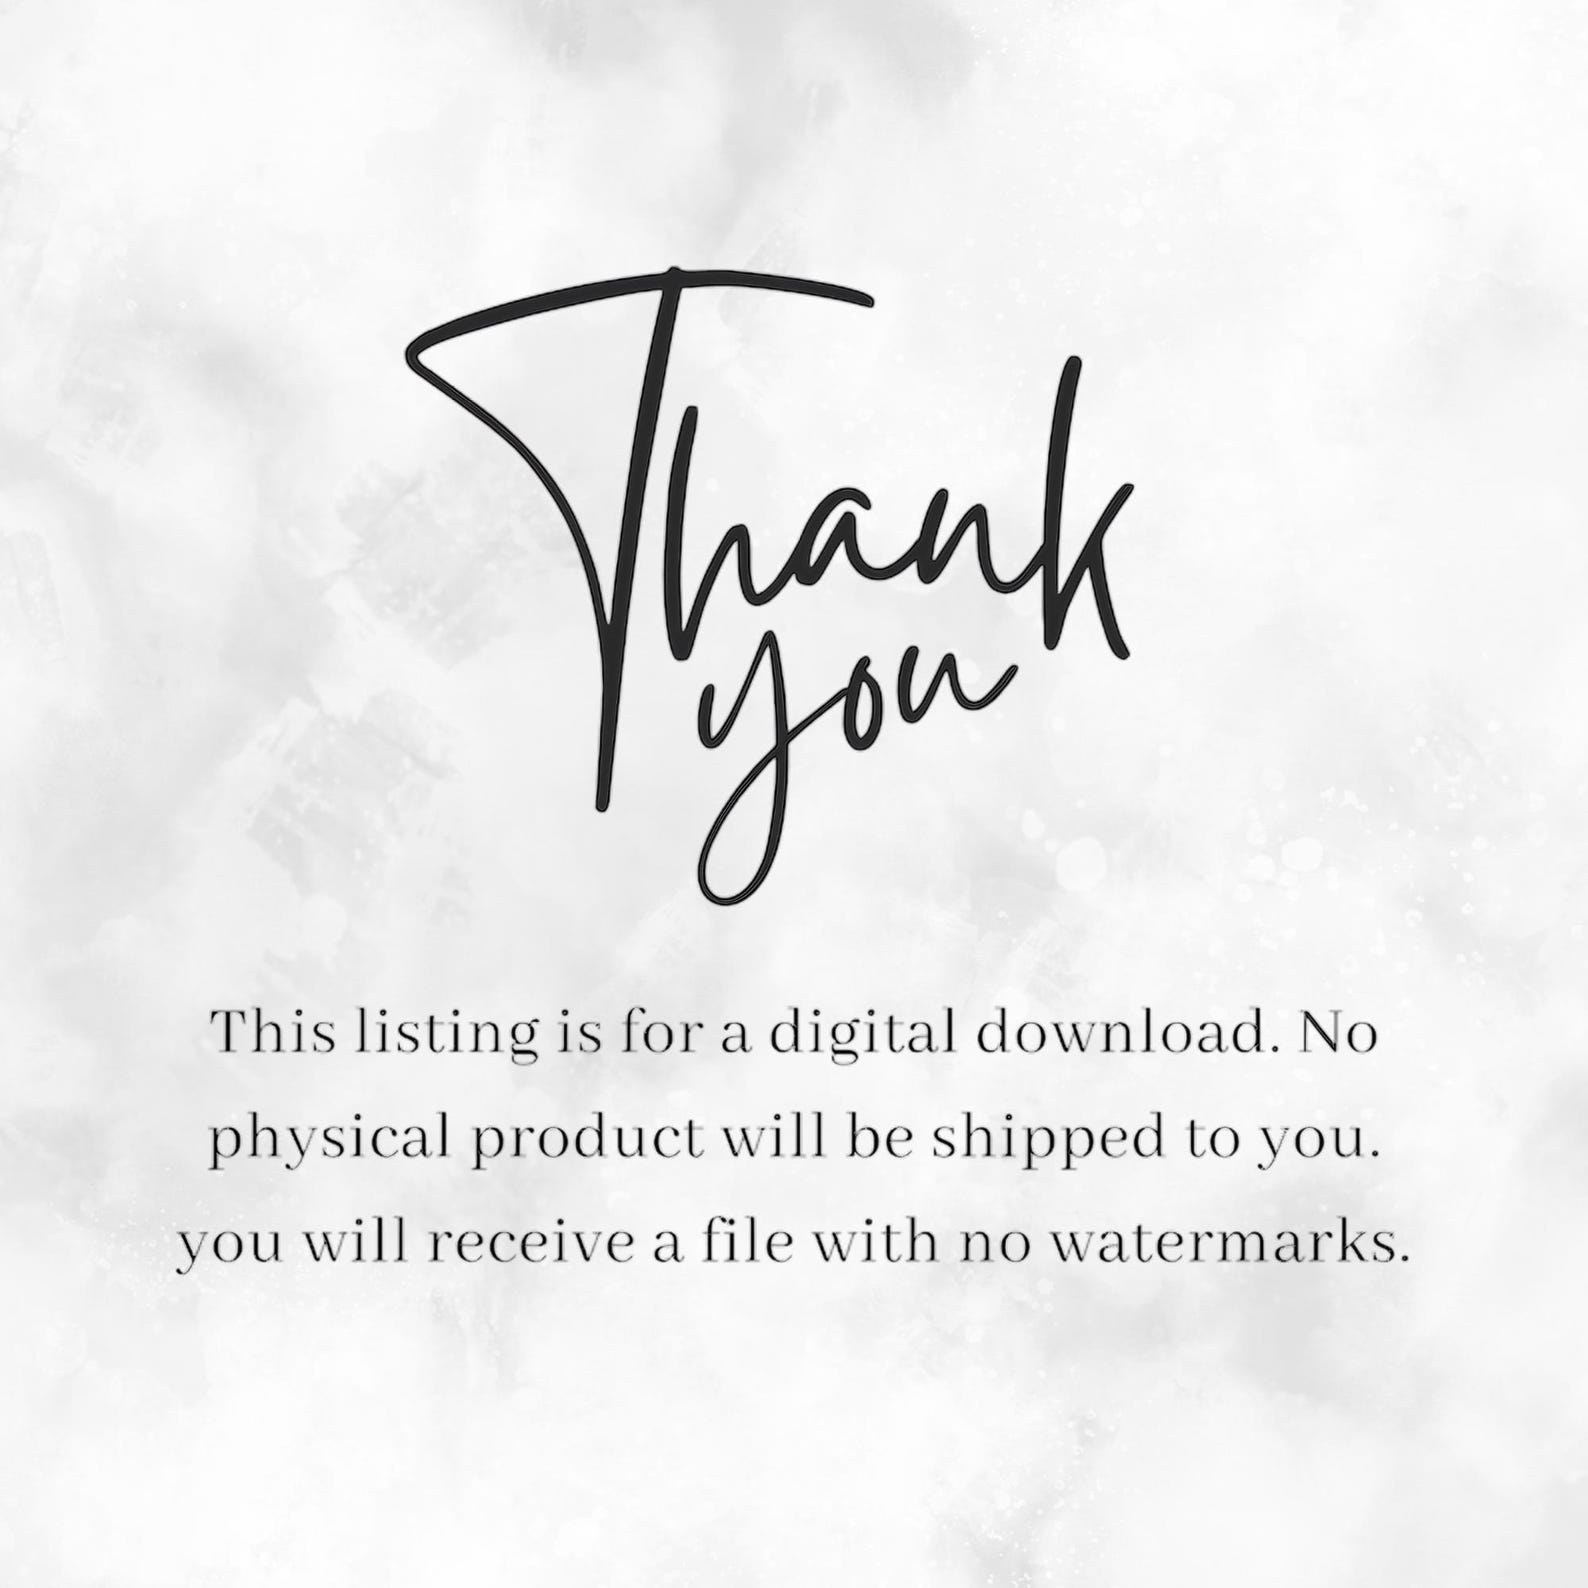 Thank
you
This listing is for a digital download. No
physical product will be shipped to you.
you will receive a file with no watermarks.